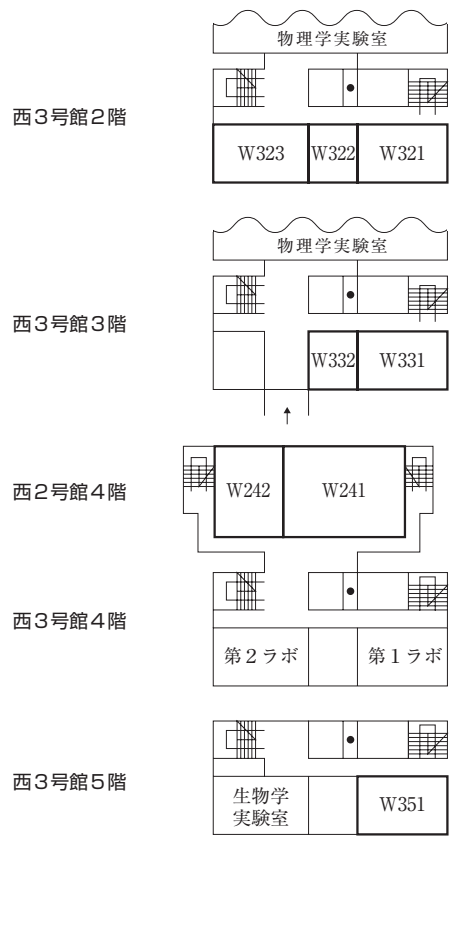 物理学実験室
西3号館2階
W323 W322 W321
物理学実験室
西3号館3階
W332 W331
西2号館4階
W242 W241
西3号館4階
第2ラボ 第1ラボ
西3号館5階
生物学
実験室
W351